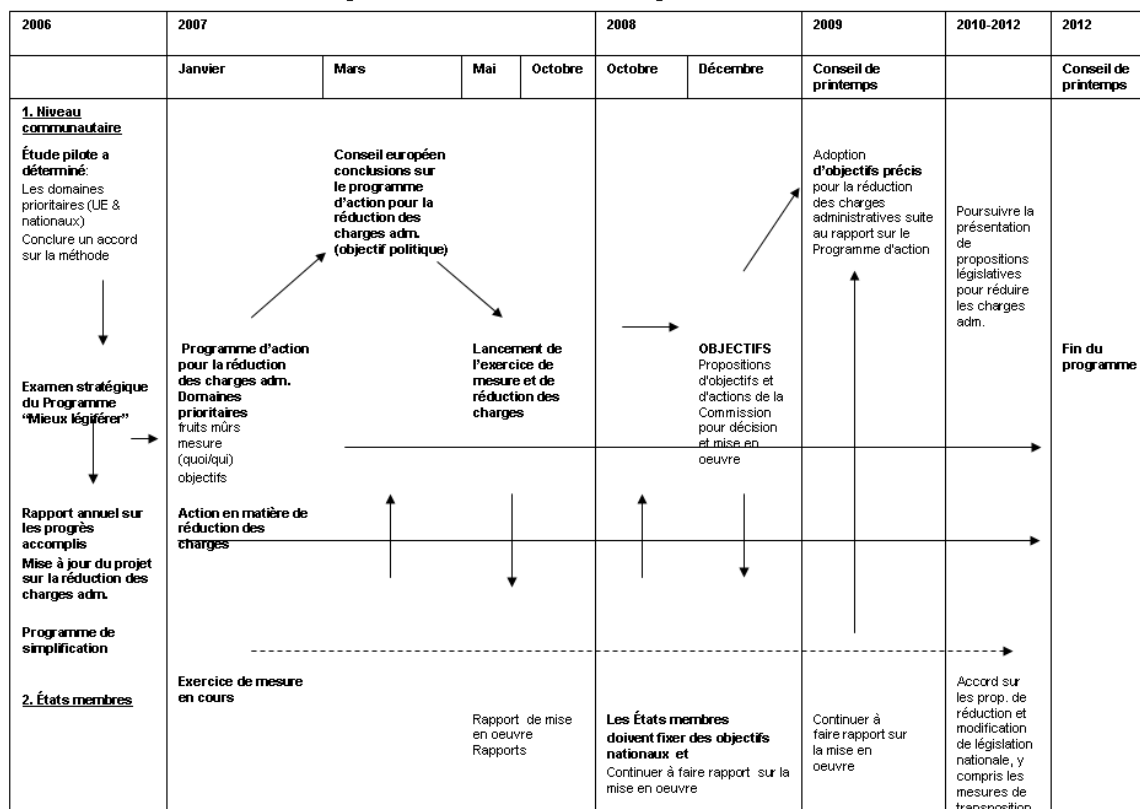 2006
2007
2008
2009
2010-2012
2012
Janvier
Mars
Mai
Octobre
Octobre
Décembre
Conseil de
printemps
Conseil de
printemps
1. Niveau
communautaire
Étude pilote a
déterminé:
Les domaines
prioritaires (UE &
nationaux)
Conclure un accord
sur la méthode
Examen stratégique
du Programme
“Mieux légiférer”
Rapport annuel sur
les progrès
accomplis
Mise à jour du projet
sur la réduction des
charges adm.
Programme de
simplification
2. États membres
Programme d'action
pour la réduction
des charges adm.
Domaines
prioritaires
fruits mûrs
mesure
(quoi/qui)
objectifs
Action en matière de
réduction des
charges
Exercice de mesure
en cours
Conseil européen
conclusions sur
le programme
d'action pour la
réduction des
charges adm.
(objectif politique)
Lancement de
l'exercice de
mesure et de
réduction des
charges
Rapport de mise
en oeuvre
Rapports
OBJECTIFS
Propositions
d'objectifs et
d'actions de la
Commission
pour décision
et mise en
oeuvre
Les États membres
doivent fixer des objectifs
nationaux et
Continuer à faire rapport sur la
mise en oeuvre
Adoption
d'objectifs précis
pour la réduction
des charges
administratives suite
au rapport sur le
Programme d'action
Continuer à
faire rapport sur
la mise en
oeuvre
Poursuivre la
présentation
de
propositions
législatives
pour réduire
les charges
adm.
Accord sur
les prop. de
réduction et
modification
de législation
nationale, y
compris les
mesures de
transposition
Fin du
programme